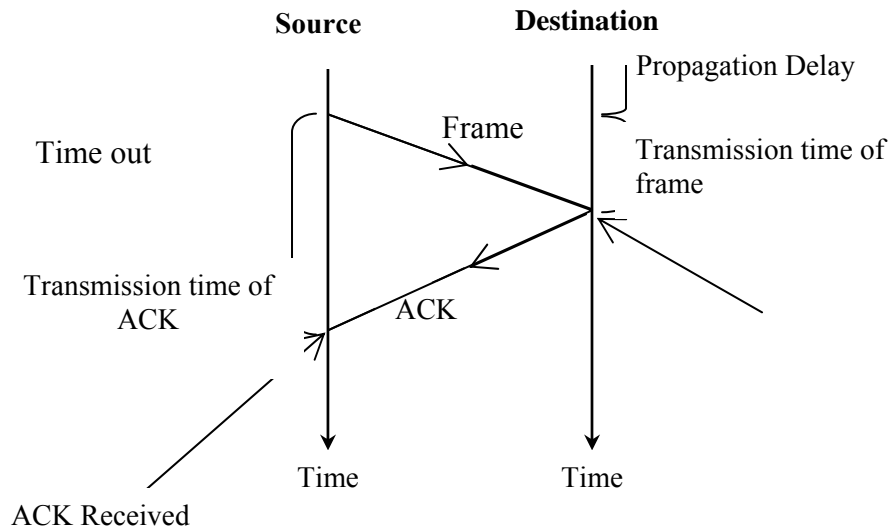 Source
Destination
Propagation Delay
Frame
Time out
Transmission time of
frame
Transmission time of
ACK
ACK
Time
Time
ACK Received